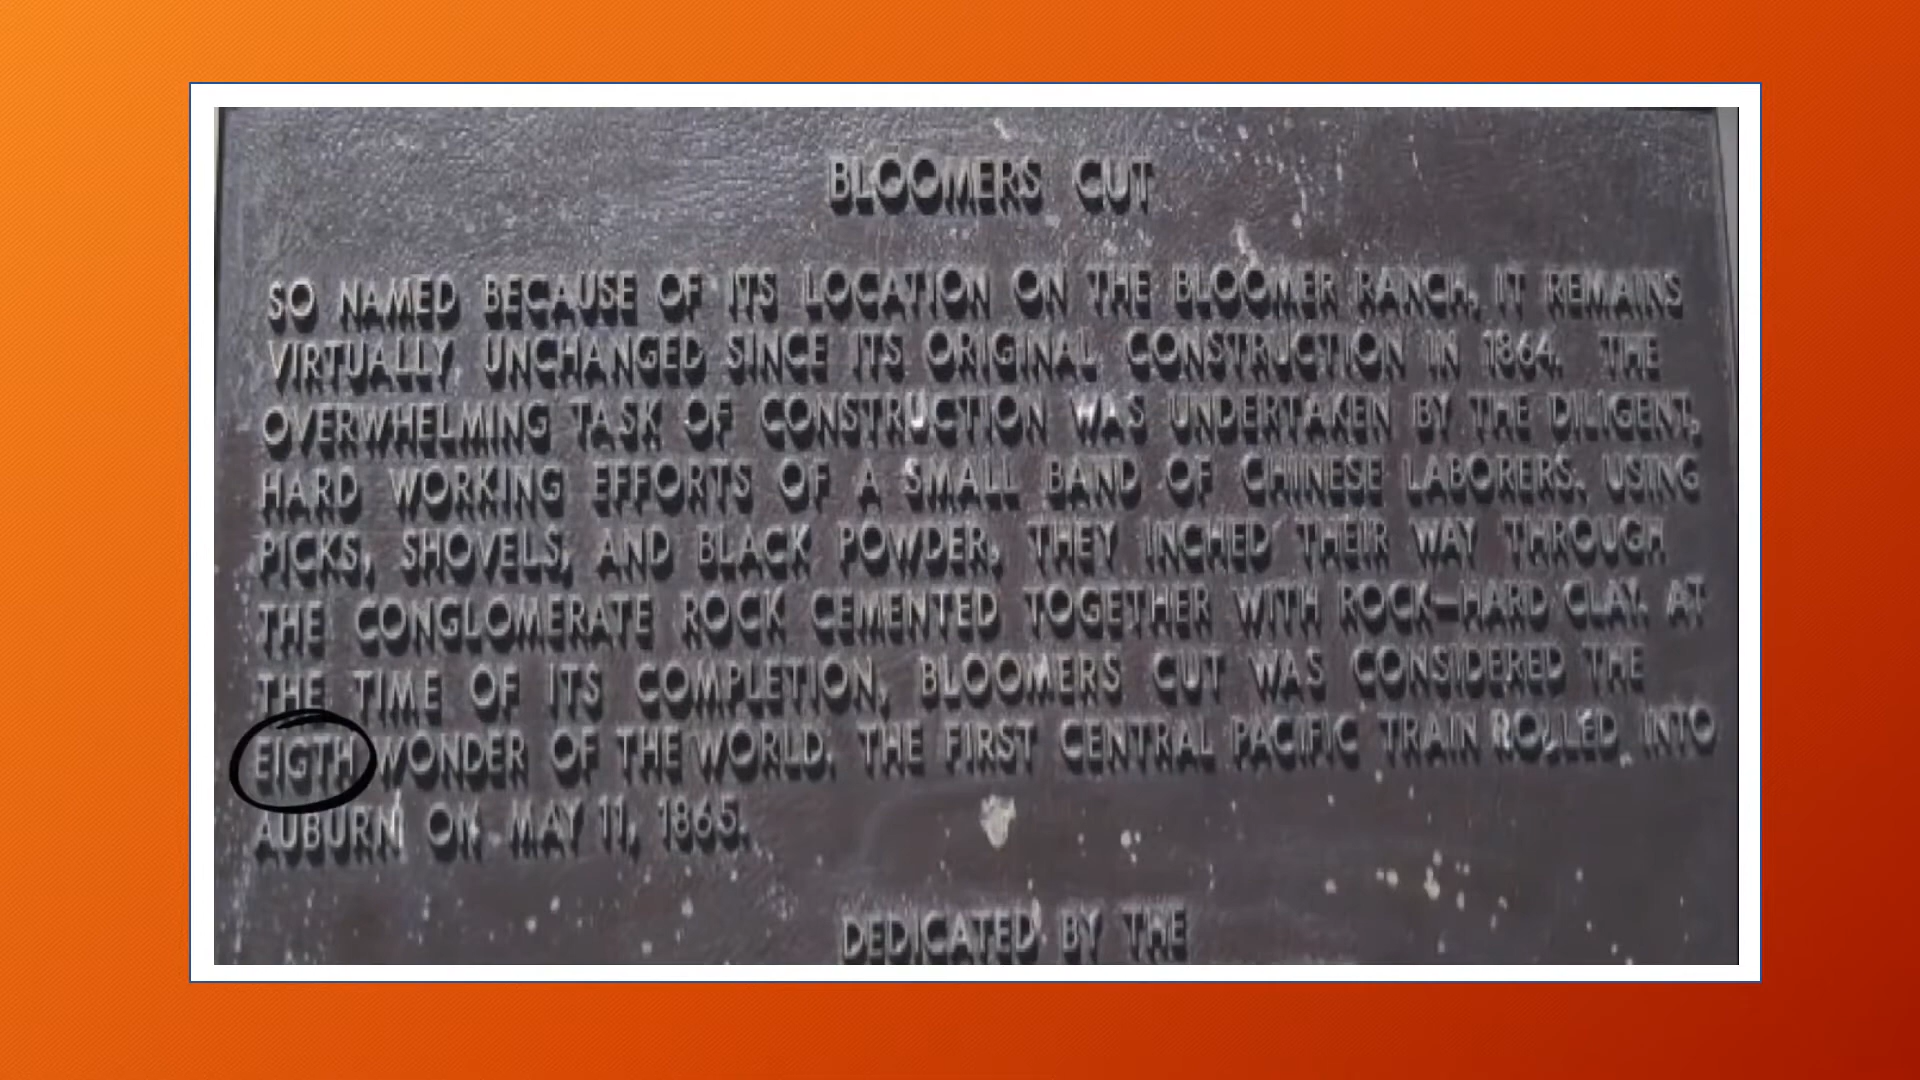 BLOOMERS CUT
SO NAMED BECAUSE OF ITS LOCATION ON THE BLOOMER RANCH, IT REMAINS
VIRTUALLY, UNCHANGED SINCE ITS ORIGINAL CONSTRUCTION IN 1864. THE
OVERWHELMING TASK OF CONSTRUCTION WAS UNDERTAKEN BY THE DILIGENT,
HARD WORKING EFFORTS OF A SMALL BAND OF CHINESE LABORERS. USING
PICKS, SHOVELS, AND BLACK POWDER, THEY INCHED THEIR WAY THROUGH
THE CONGLOMERATE ROCK CEMENTED TOGETHER WITH ROCK-HARD CLAY. AT
THE TIME OF ITS COMPLETION, BLOOMERS CUT WAS CONSIDERED THE
EIGTH WONDER OF THE WORLD. THE FIRST CENTRAL PACIFIC TRAIN ROLLED INTO
AUBURN ON MAY 11, 1865.
DEDICATED BY THE